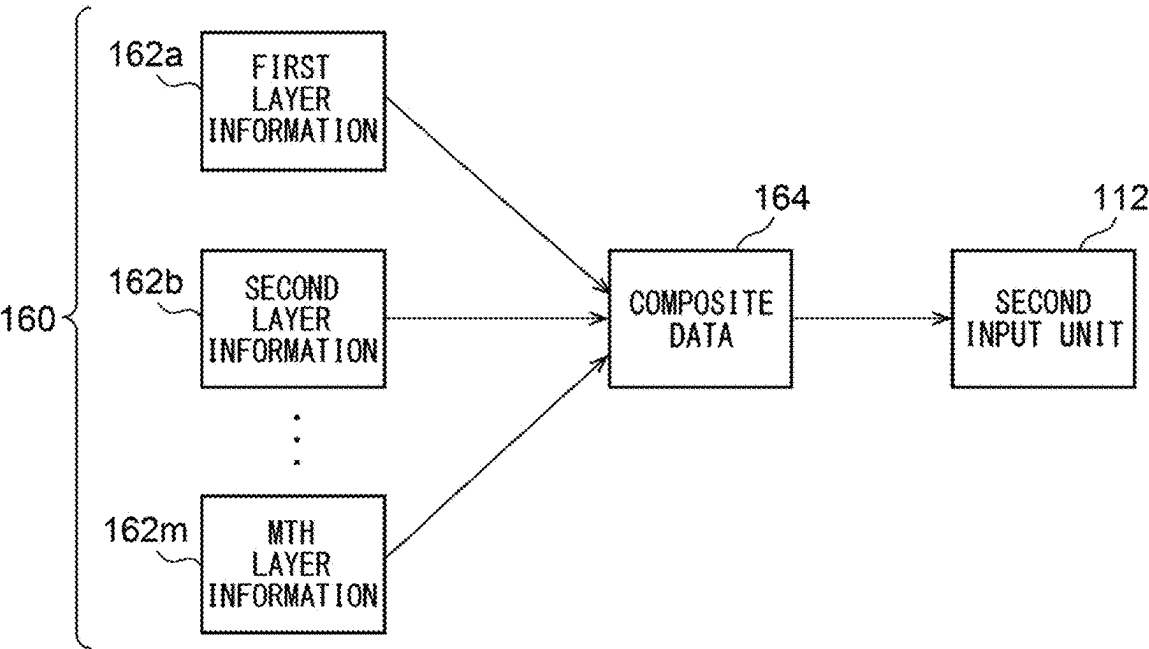 162a
FIRST
LAYER
INFORMATION
160
162b
SECOND
LAYER
INFORMATION
162m
MTH
LAYER
INFORMATION
164
COMPOSITE
DATA
112
SECOND
INPUT UNIT